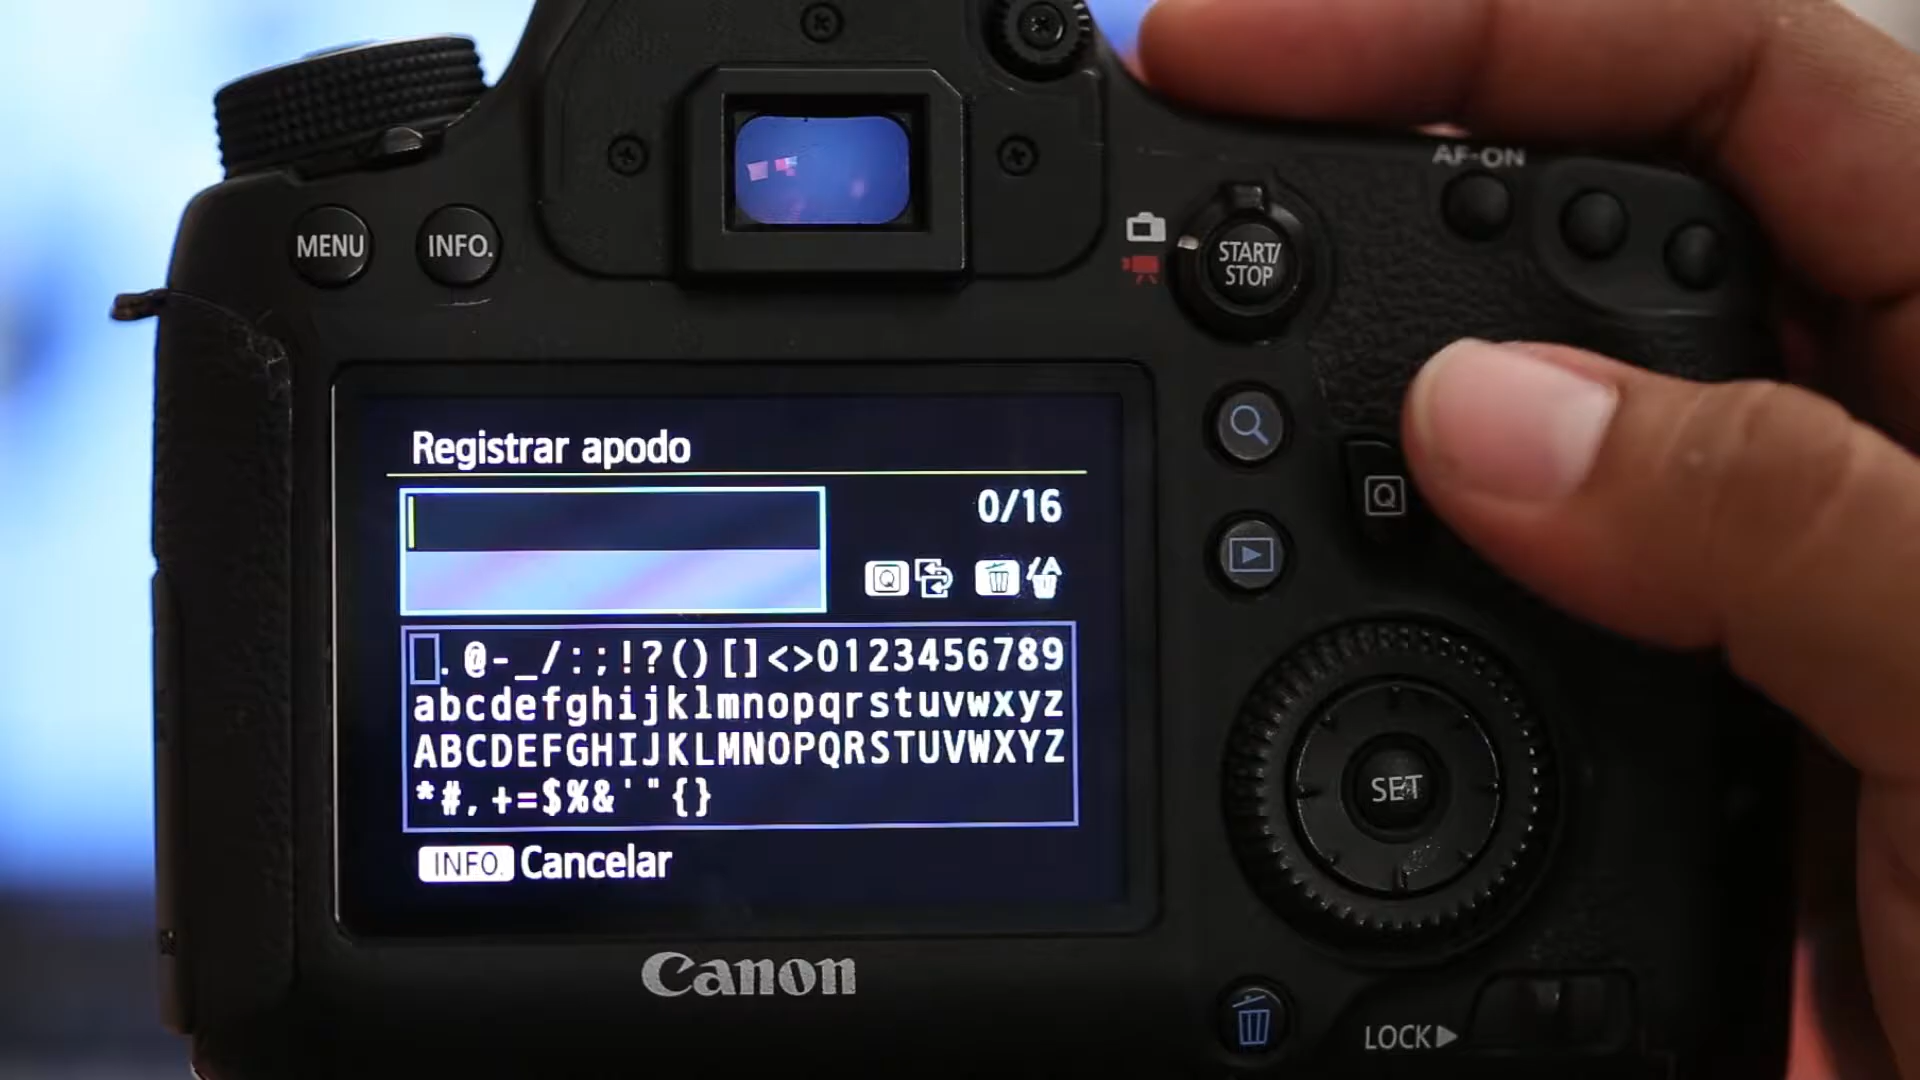 AF-ON
MENU
INFO.
START/
STOP
Registrar apodo
0/16
Q
Q
.@-_/:;!?()[]<>0123456789
abcdefghijklmnopqrstuvwxyz
ABCDEFGHIJKLMNOPQRSTUVWXYZ
*#,+=$%&'"{}
SET
INFO. Cancelar
Canon
LOCK▶